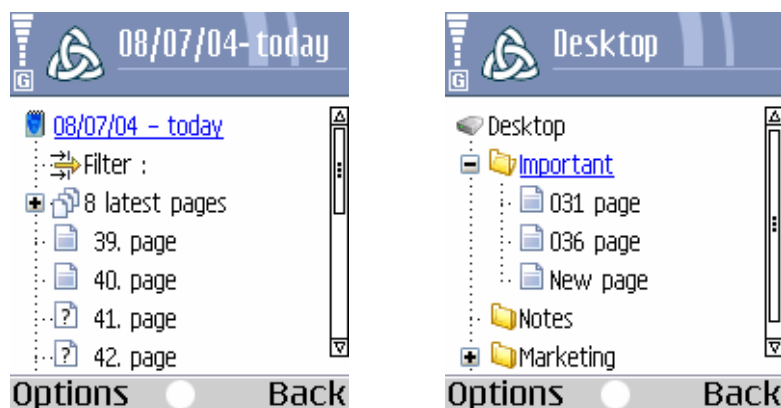 08/07/04-today
G
08/07/04 - today
Filter :
8 latest pages
39. page
40. page
? 41. page
? 42. page
Options Back
Desktop
G
Desktop
Important
031 page
036 page
New page
Notes
Marketing
Options Back